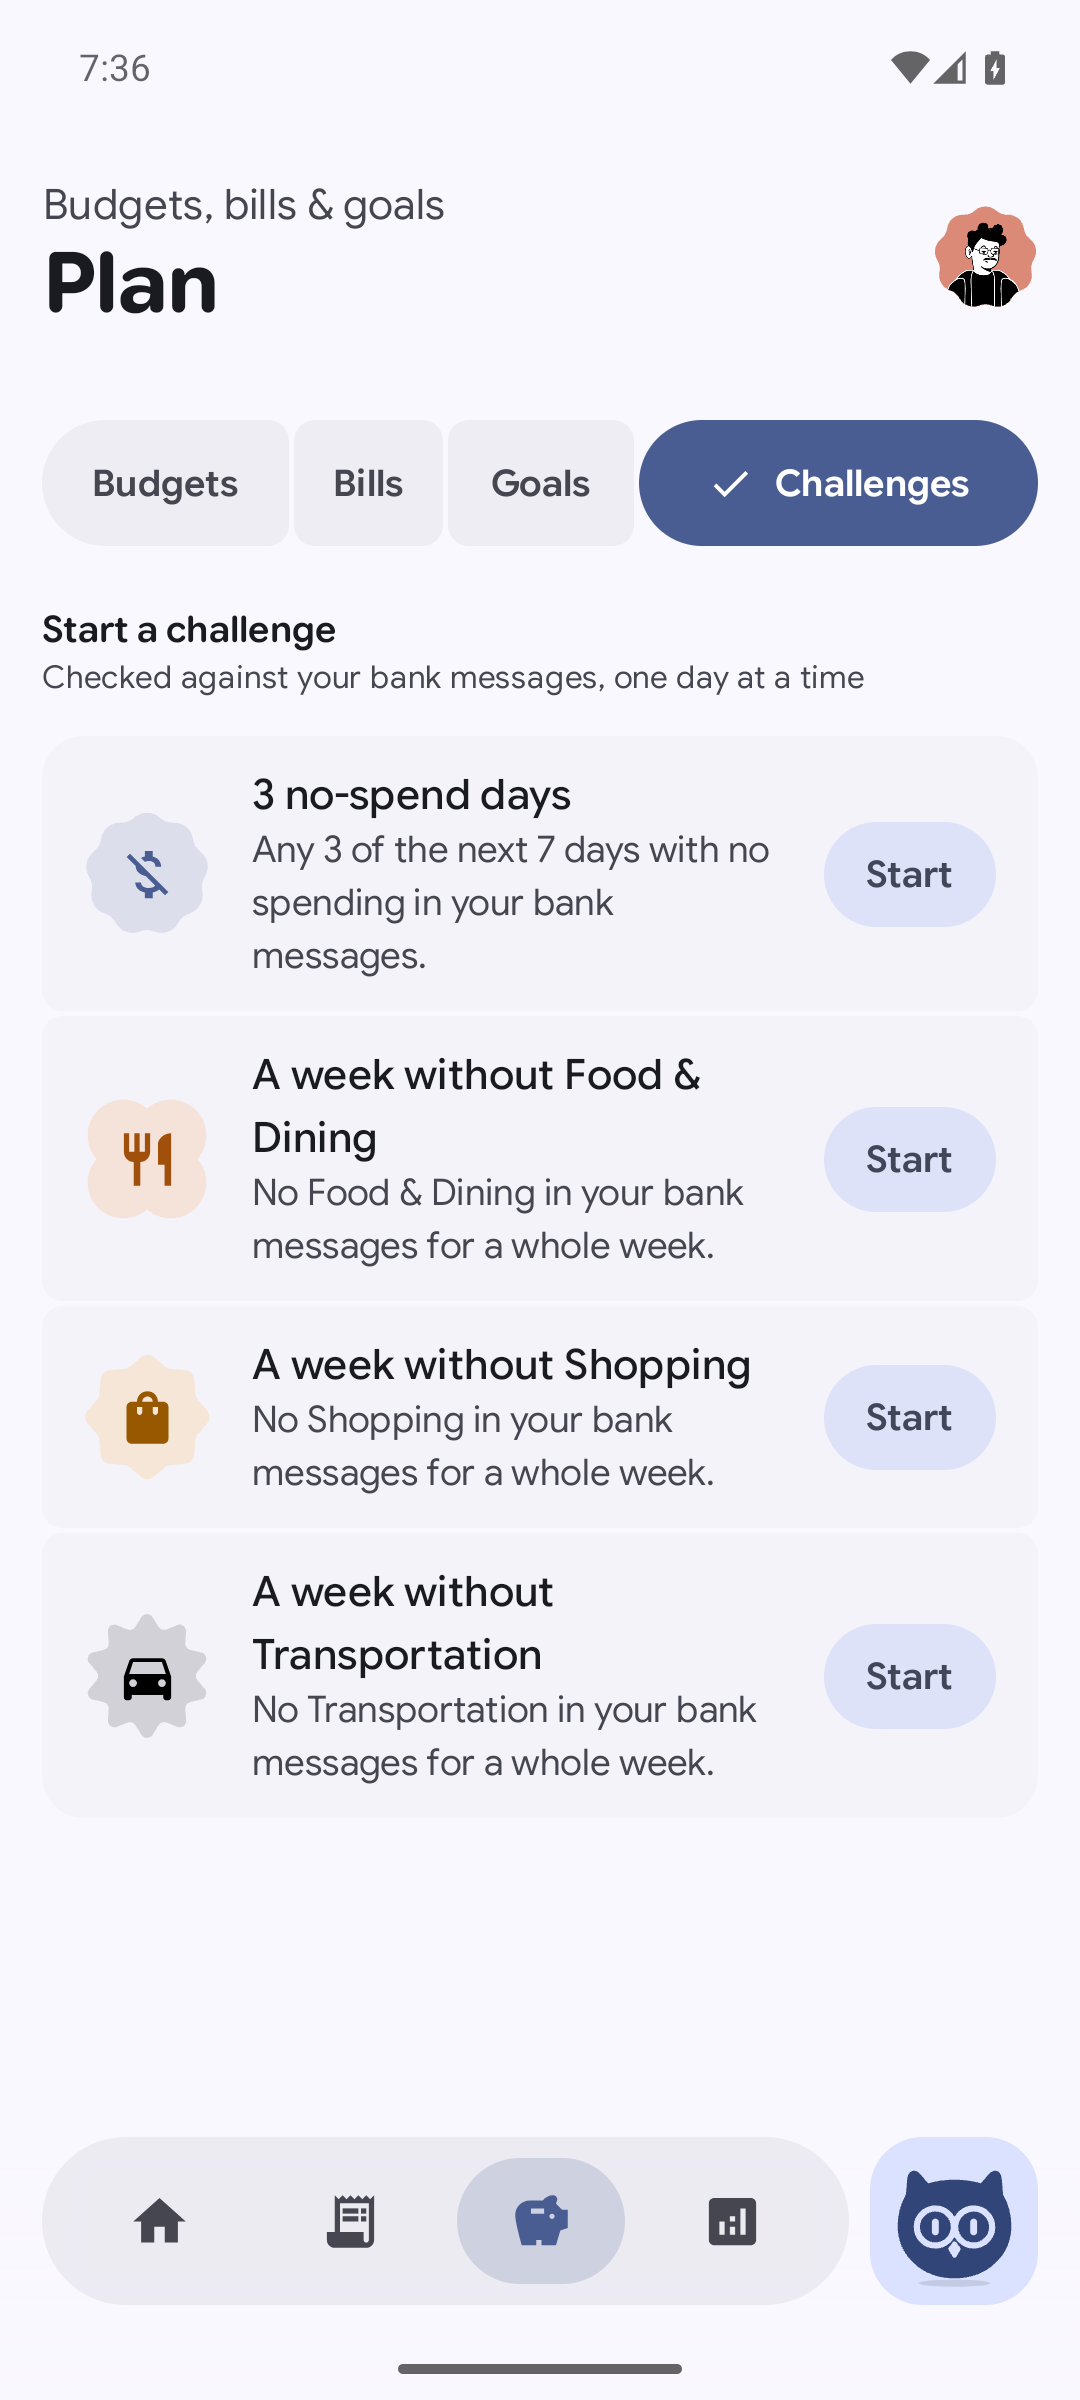 7:36
Budgets, bills & goals
Plan
Budgets
Bills
Goals
Challenges
Start a challenge
Checked against your bank messages, one day at a time
3 no-spend days
Any 3 of the next 7 days with no
spending in your bank
messages.
Start
A week without Food &
Dining
No Food & Dining in your bank
messages for a whole week.
Start
A week without Shopping
No Shopping in your bank
messages for a whole week.
Start
A week without
Transportation
No Transportation in your bank
messages for a whole week.
Start